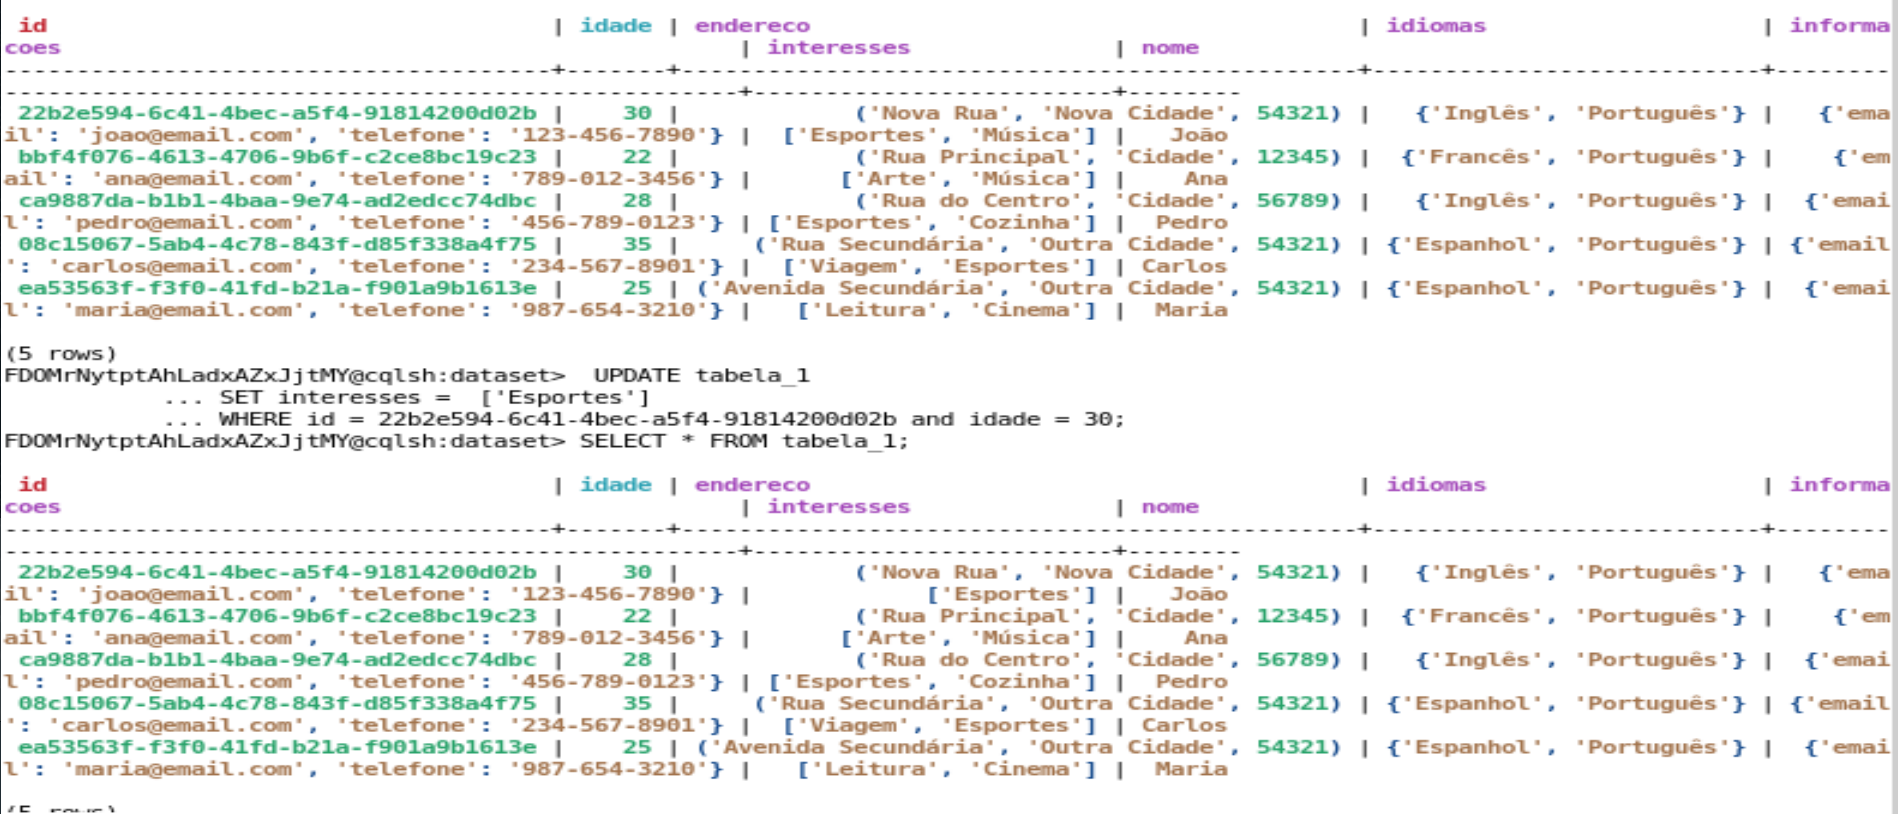 id | idade | endereco | idiomas | informa
coes | interesses | nome
--------------------------------------+-------+-----------------------------------------------+---------------------------+--------
---------------------------------------------------+-------------------------+--------
22b2e594-6c41-4bec-a5f4-91814200d02b | 30 | ('Nova Rua', 'Nova Cidade', 54321) | {'Inglês', 'Português'} | {'ema
il': 'joao@email.com', 'telefone': '123-456-7890'} | ['Esportes', 'Música'] | João
bbf4f076-4613-4706-9b6f-c2ce8bc19c23 | 22 | ('Rua Principal', 'Cidade', 12345) | {'Francês', 'Português'} | {'em
ail': 'ana@email.com', 'telefone': '789-012-3456'} | ['Arte', 'Música'] | Ana
ca9887da-b1b1-4baa-9e74-ad2edcc74dbc | 28 | ('Rua do Centro', 'Cidade', 56789) | {'Inglês', 'Português'} | {'emai
l': 'pedro@email.com', 'telefone': '456-789-0123'} | ['Esportes', 'Cozinha'] | Pedro
08c15067-5ab4-4c78-843f-d85f338a4f75 | 35 | ('Rua Secundária', 'Outra Cidade', 54321) | {'Espanhol', 'Português'} | {'email
': 'carlos@email.com', 'telefone': '234-567-8901'} | ['Viagem', 'Esportes'] | Carlos
ea53563f-f3f0-41fd-b21a-f901a9b1613e | 25 | ('Avenida Secundária', 'Outra Cidade', 54321) | {'Espanhol', 'Português'} | {'emai
l': 'maria@email.com', 'telefone': '987-654-3210'} | ['Leitura', 'Cinema'] | Maria
(5 rows)
FDOMrNytptAhLadxAZxJjtMY@cqlsh:dataset> UPDATE tabela_1
... SET interesses = ['Esportes']
... WHERE id = 22b2e594-6c41-4bec-a5f4-91814200d02b and idade = 30;
FDOMrNytptAhLadxAZxJjtMY@cqlsh:dataset> SELECT * FROM tabela_1;
id | idade | endereco | idiomas | informa
coes | interesses | nome
--------------------------------------+-------+-----------------------------------------------+---------------------------+--------
---------------------------------------------------+-------------------------+--------
22b2e594-6c41-4bec-a5f4-91814200d02b | 30 | ('Nova Rua', 'Nova Cidade', 54321) | {'Inglês', 'Português'} | {'ema
il': 'joao@email.com', 'telefone': '123-456-7890'} | ['Esportes'] | João
bbf4f076-4613-4706-9b6f-c2ce8bc19c23 | 22 | ('Rua Principal', 'Cidade', 12345) | {'Francês', 'Português'} | {'em
ail': 'ana@email.com', 'telefone': '789-012-3456'} | ['Arte', 'Música'] | Ana
ca9887da-b1b1-4baa-9e74-ad2edcc74dbc | 28 | ('Rua do Centro', 'Cidade', 56789) | {'Inglês', 'Português'} | {'emai
l': 'pedro@email.com', 'telefone': '456-789-0123'} | ['Esportes', 'Cozinha'] | Pedro
08c15067-5ab4-4c78-843f-d85f338a4f75 | 35 | ('Rua Secundária', 'Outra Cidade', 54321) | {'Espanhol', 'Português'} | {'email
': 'carlos@email.com', 'telefone': '234-567-8901'} | ['Viagem', 'Esportes'] | Carlos
ea53563f-f3f0-41fd-b21a-f901a9b1613e | 25 | ('Avenida Secundária', 'Outra Cidade', 54321) | {'Espanhol', 'Português'} | {'emai
l': 'maria@email.com', 'telefone': '987-654-3210'} | ['Leitura', 'Cinema'] | Maria
(5 rows)